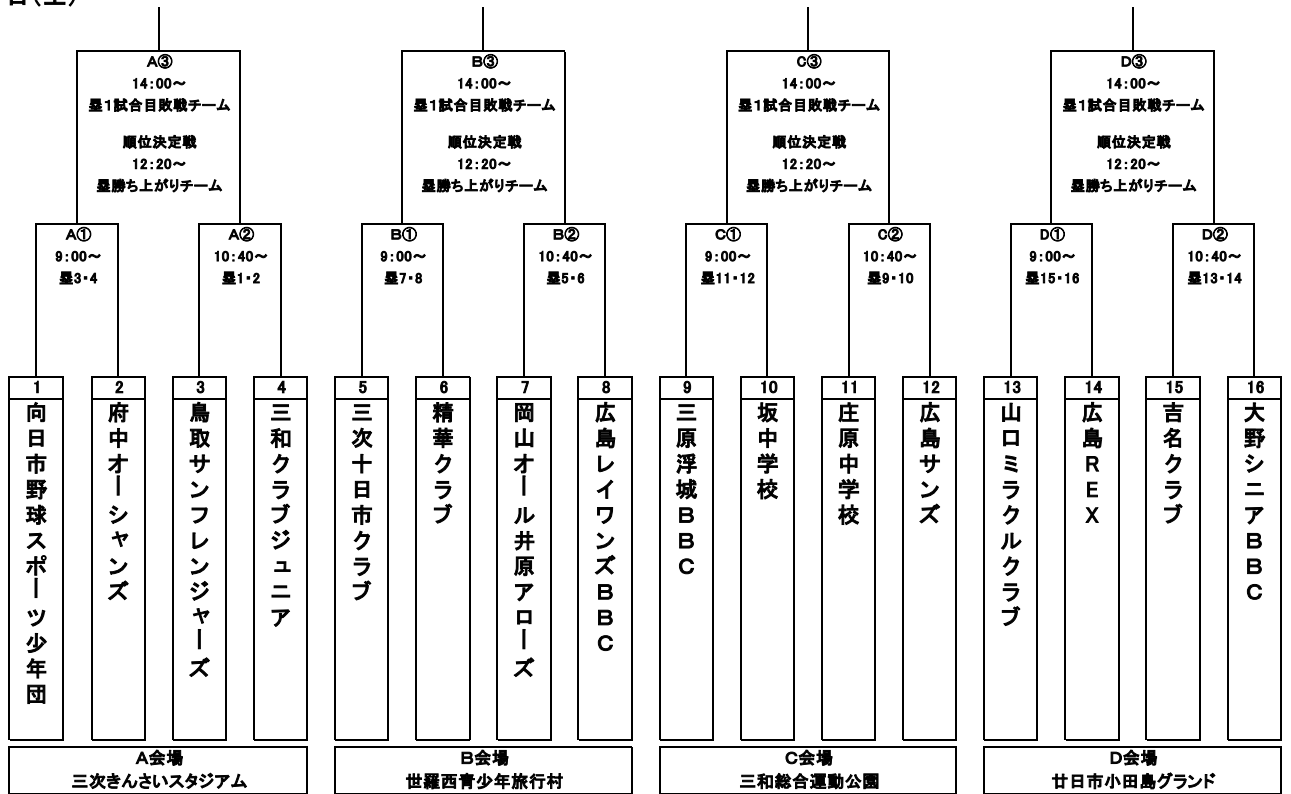 日(土)
A③
14:00～
塁1試合目敗戦チーム
順位決定戦
12:20～
塁勝ち上がりチーム
B③
14:00～
塁1試合目敗戦チーム
順位決定戦
12:20～
塁勝ち上がりチーム
C③
14:00～
塁1試合目敗戦チーム
順位決定戦
12:20～
塁勝ち上がりチーム
D③
14:00～
塁1試合目敗戦チーム
順位決定戦
12:20～
塁勝ち上がりチーム
A①
9:00～
塁3・4
A②
10:40～
塁1・2
B①
9:00～
塁7・8
B②
10:40～
塁5・6
C①
9:00～
塁11・12
C②
10:40～
塁9・10
D①
9:00～
塁15・16
D②
10:40～
塁13・14
1
向日市野球スポーツ少年団
2
府中オーシャンズ
3
鳥取サンフレンジャーズ
4
三和クラブジュニア
5
三次十日市クラブ
6
精華クラブ
7
岡山オール井原アローズ
8
広島レイワンズBBC
9
三原浮城BBC
10
坂中学校
11
庄原中学校
12
広島サンズ
13
山口ミラクルクラブ
14
広島REX
15
吉名クラブ
16
大野シニアBBC
A会場
三次きんさいスタジアム
B会場
世羅西青少年旅行村
C会場
三和総合運動公園
D会場
廿日市小田島グランド